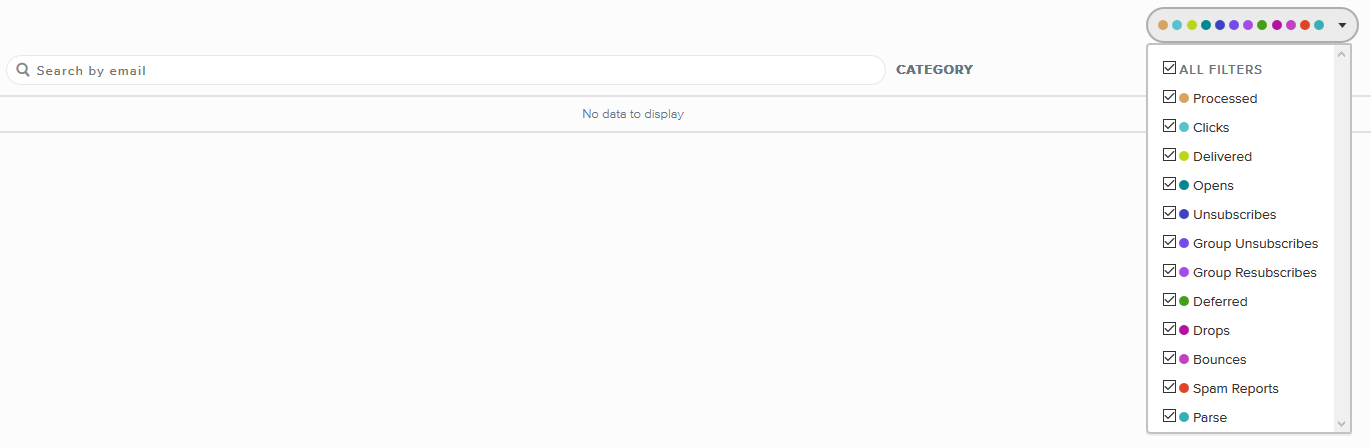 Search by email
CATEGORY
No data to display
ALL FILTERS
Processed
Clicks
Delivered
Opens
Unsubscribes
Group Unsubscribes
Group Resubscribes
Deferred
Drops
Bounces
Spam Reports
Parse